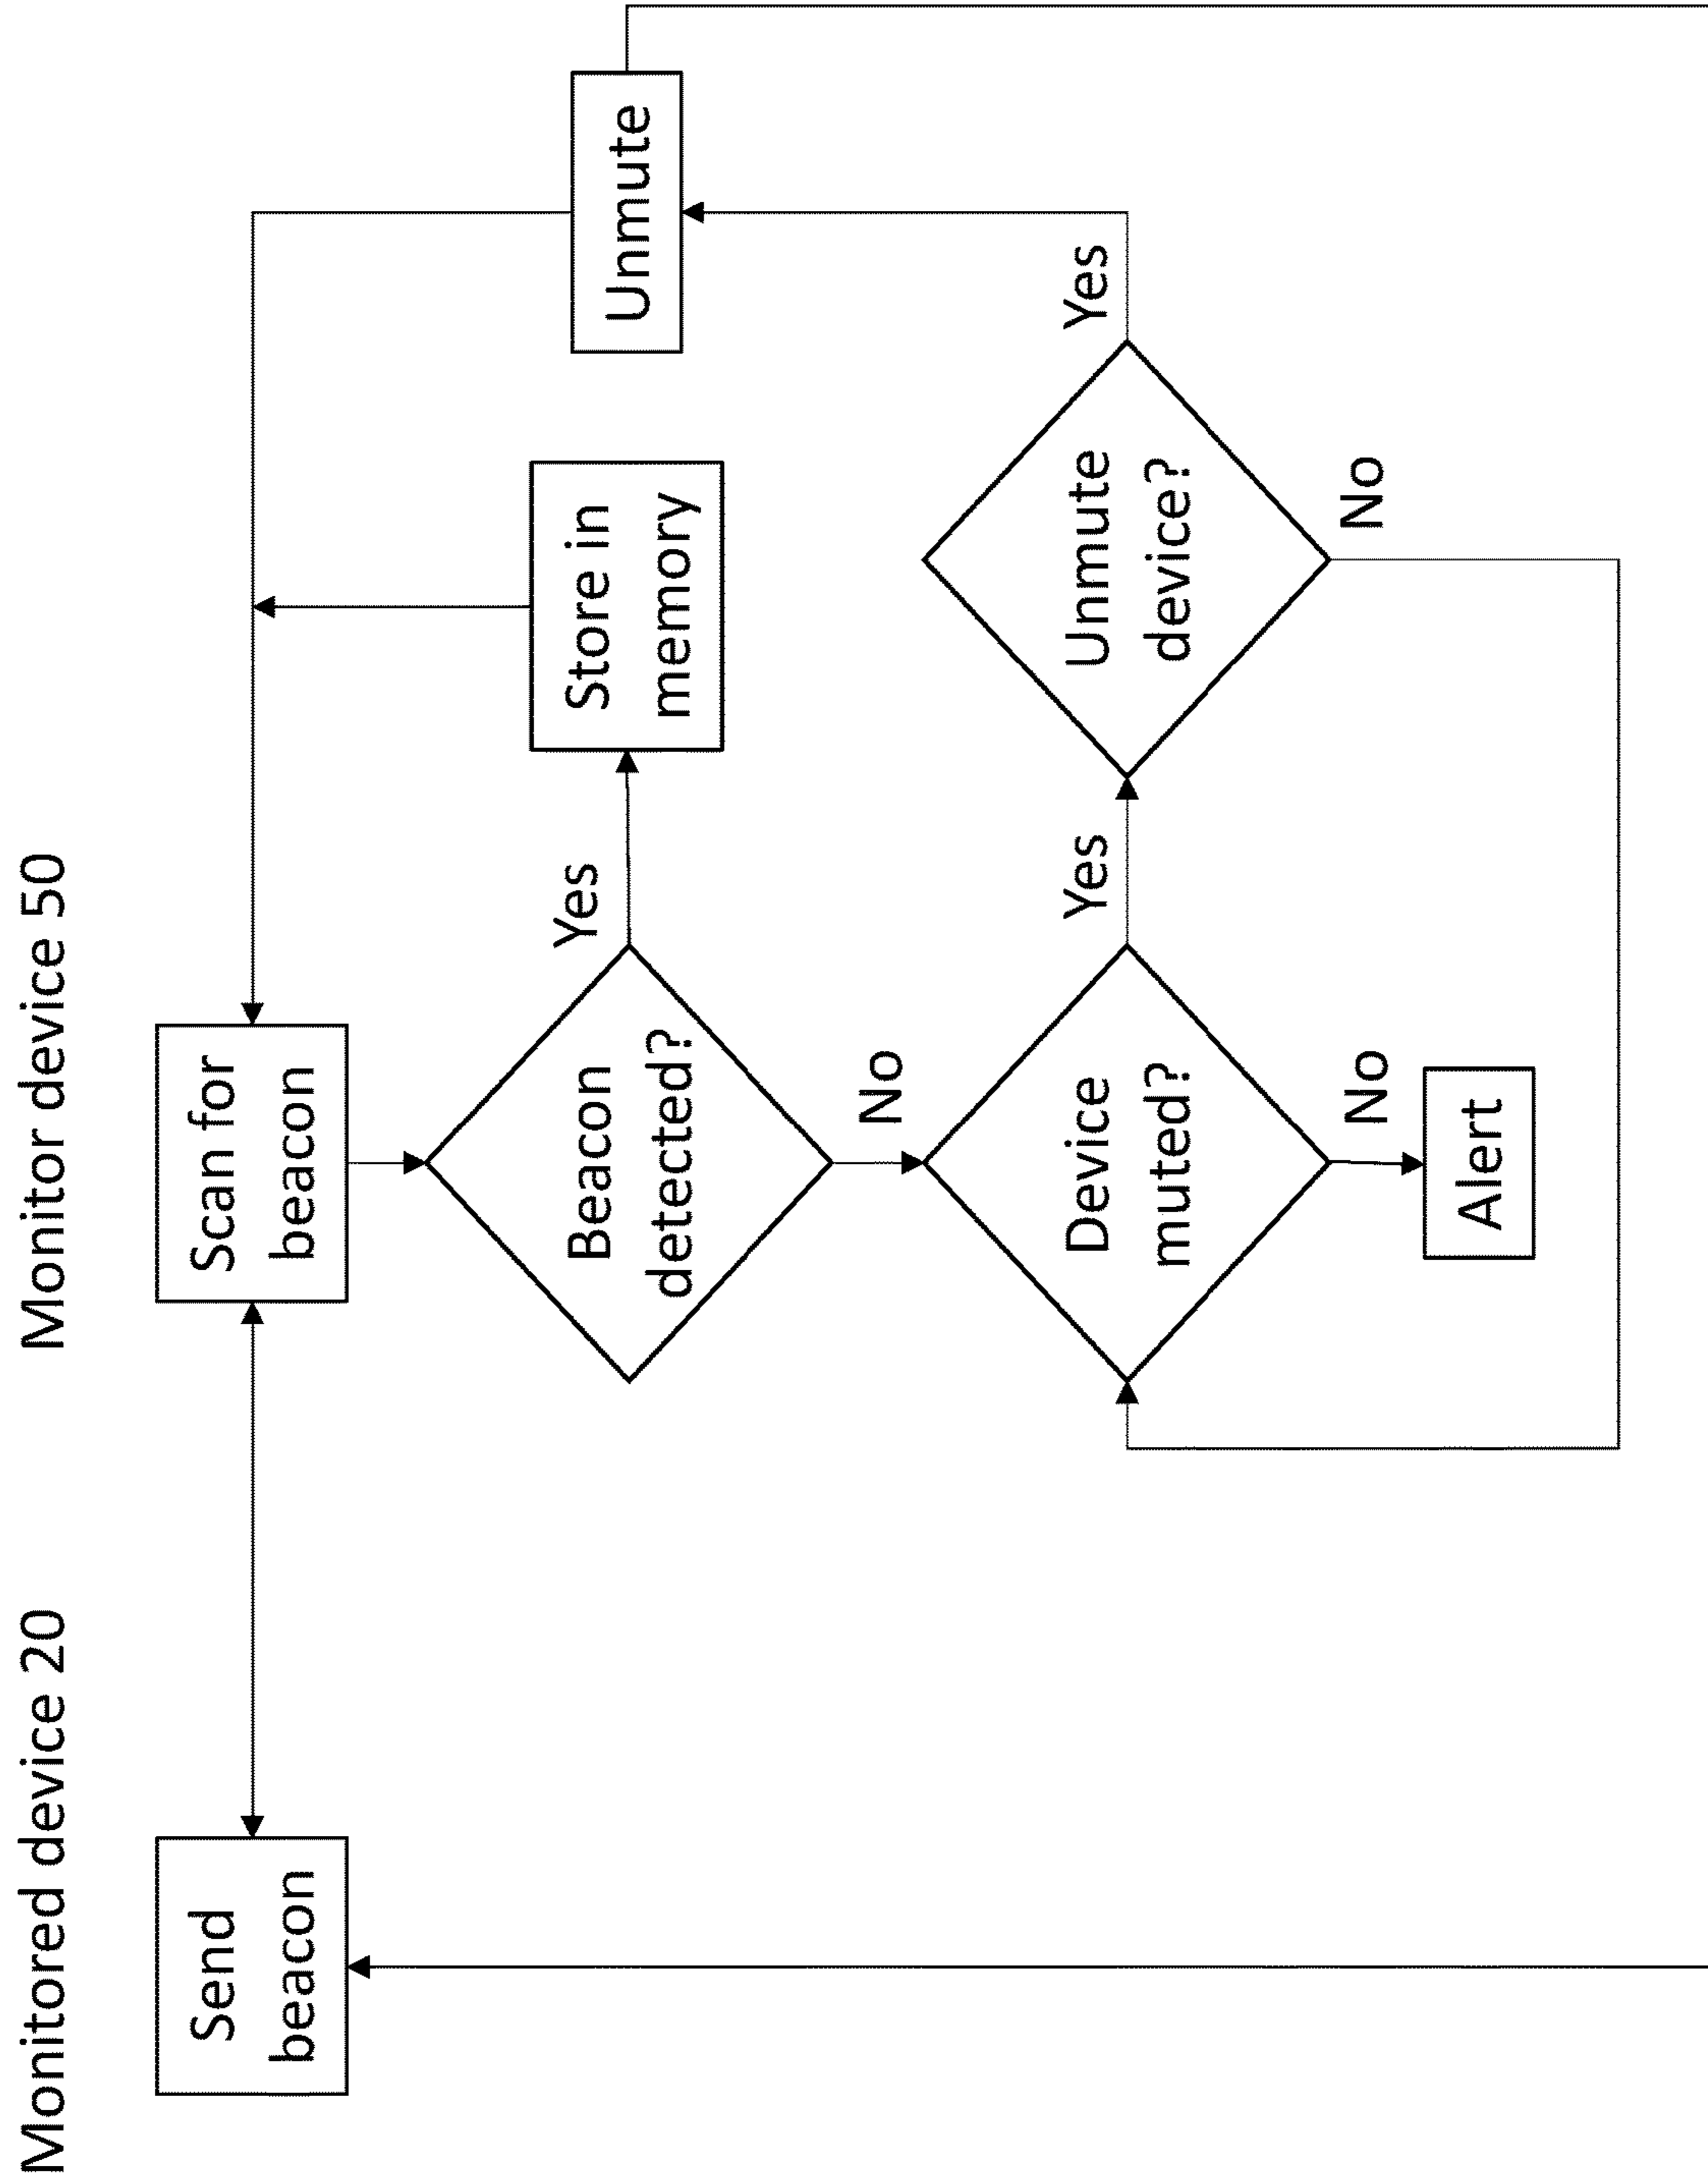 Monitored device 20
Monitor device 50
Send
beacon
Scan for
beacon
Beacon
detected?
Yes
Store in
memory
Unmute
No
Device
muted?
Yes
Unmute
device?
Yes
No
No
Alert